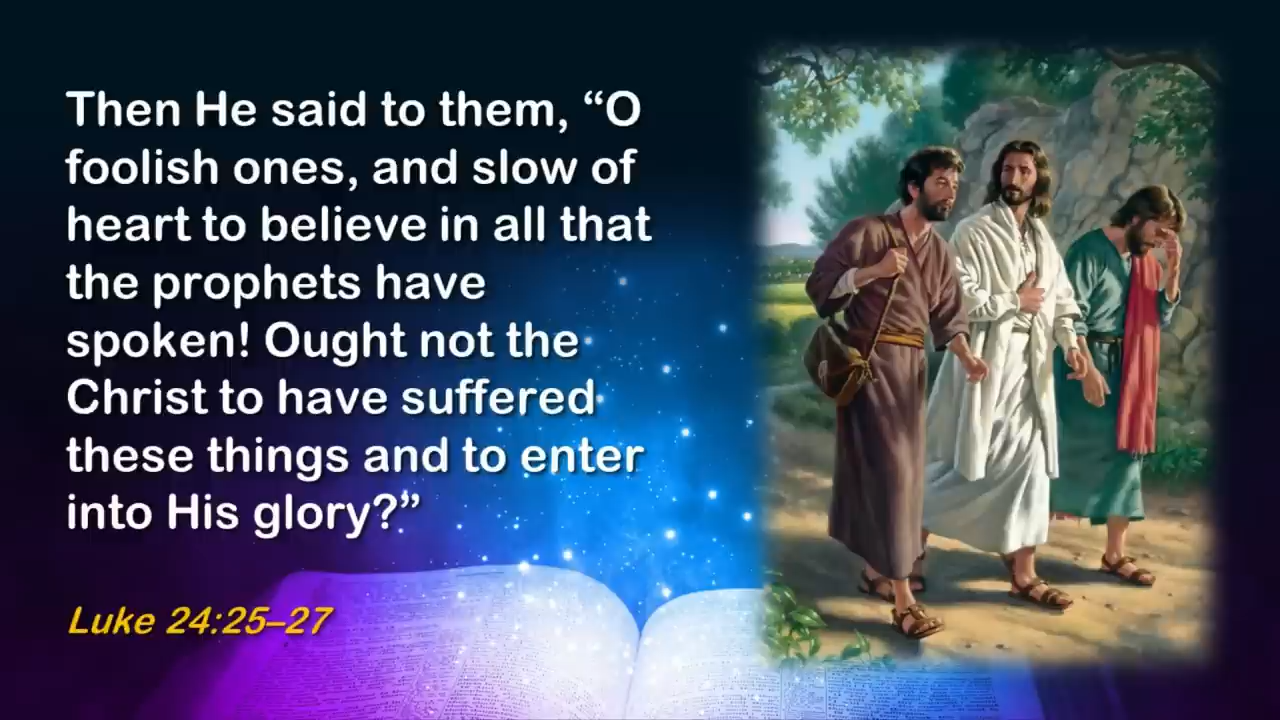 Then He said to them, “O
foolish ones, and slow of
heart to believe in all that
the prophets have
spoken! Ought not the
Christ to have suffered
these things and to enter
into His glory?”
Luke 24:25–27